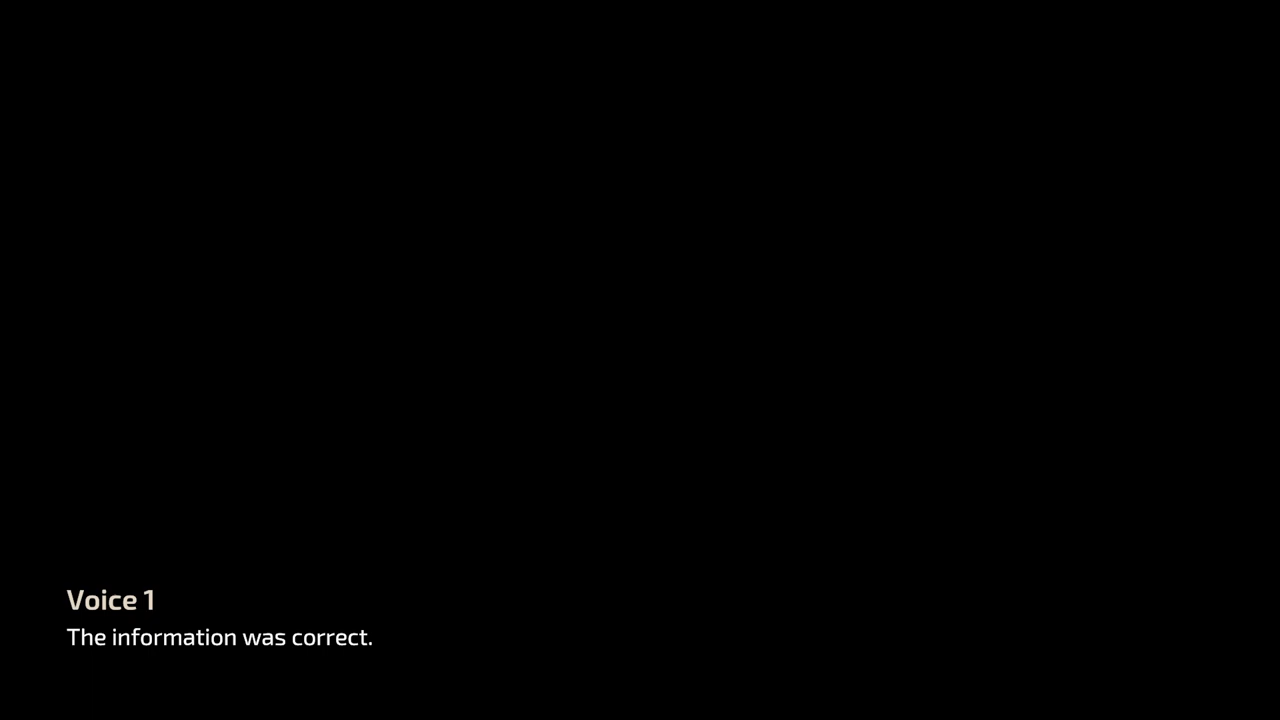 Voice 1
The information was correct.